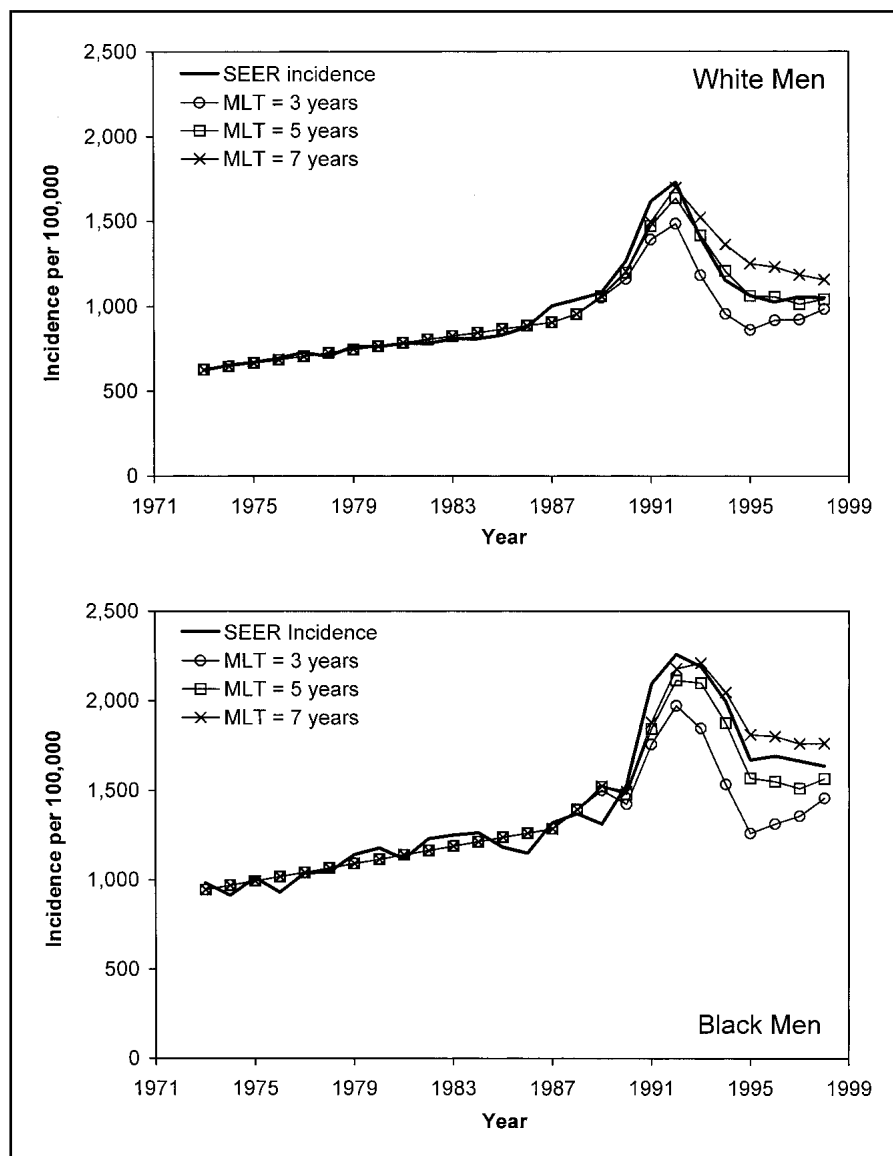 2,500
SEER incidence
White Men
MLT = 3 years
2,000
MLT = 5 years
MLT = 7 years
1,500
Incidence per 100,000
1,000
500
0
1971 1975 1979 1983 1987 1991 1995 1999
Year
2,500
SEER Incidence
MLT = 3 years
2,000
MLT = 5 years
MLT = 7 years
1,500
Incidence per 100,000
1,000
500
Black Men
0
1971 1975 1979 1983 1987 1991 1995 1999
Year